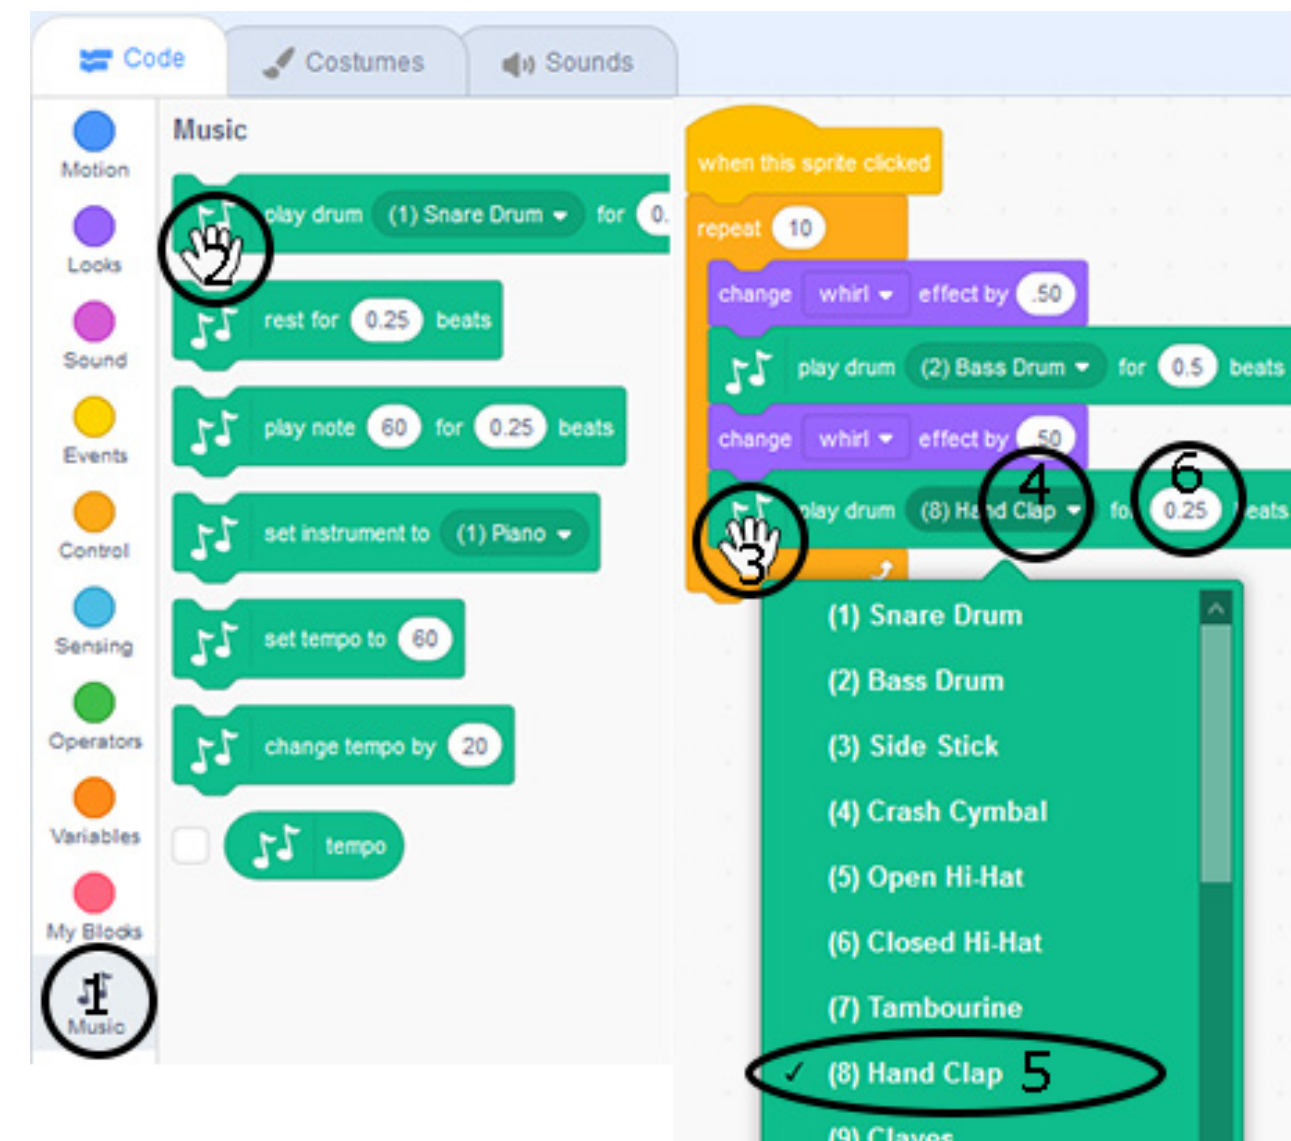 Code
Costumes
Sounds
Motion
Looks
Sound
Events
Control
Sensing
Operators
Variables
My Blocks
1
Music
Music
play drum (1) Snare Drum for 0.
2
rest for 0.25 beats
play note 60 for 0.25 beats
set instrument to (1) Piano
set tempo to 60
change tempo by 20
tempo
when this sprite clicked
repeat 10
change whirl effect by .50
play drum (2) Bass Drum for 0.5 beats
change whirl effect by 50
4
6
play drum (8) Hand Clap for 0.25 beats
3
(1) Snare Drum
(2) Bass Drum
(3) Side Stick
(4) Crash Cymbal
(5) Open Hi-Hat
(6) Closed Hi-Hat
(7) Tambourine
✓ (8) Hand Clap 5
(9) Claves